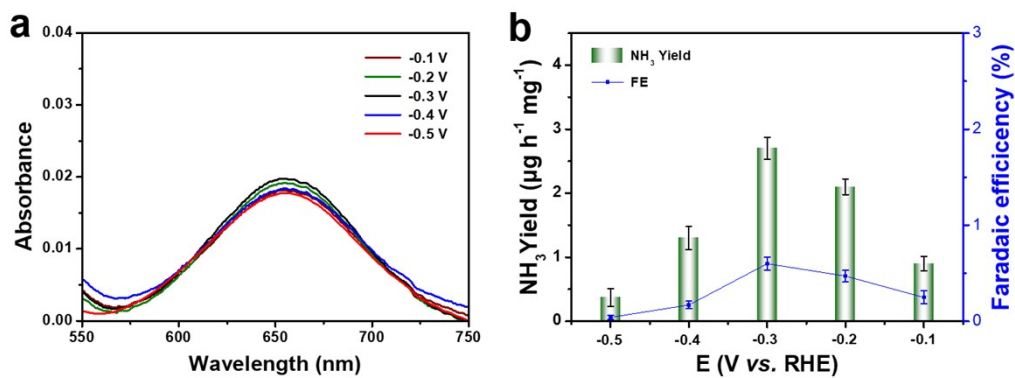 a
0.04
0.03
0.02
0.01
0.00
Absorbance
-0.1 V
-0.2 V
-0.3 V
-0.4 V
-0.5 V
550 600 650 700 750
Wavelength (nm)
b
4
3
2
1
0
NH₃ Yield (µg h⁻¹ mg⁻¹)
NH₃ Yield
FE
3
2
1
0
Faradaic efficicency (%)
-0.5 -0.4 -0.3 -0.2 -0.1
E (V vs. RHE)